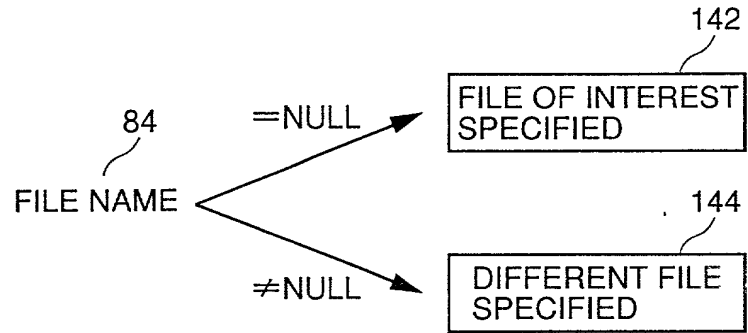 142
FILE OF INTEREST
SPECIFIED
=NULL
84
FILE NAME
144
DIFFERENT FILE
SPECIFIED
≠NULL